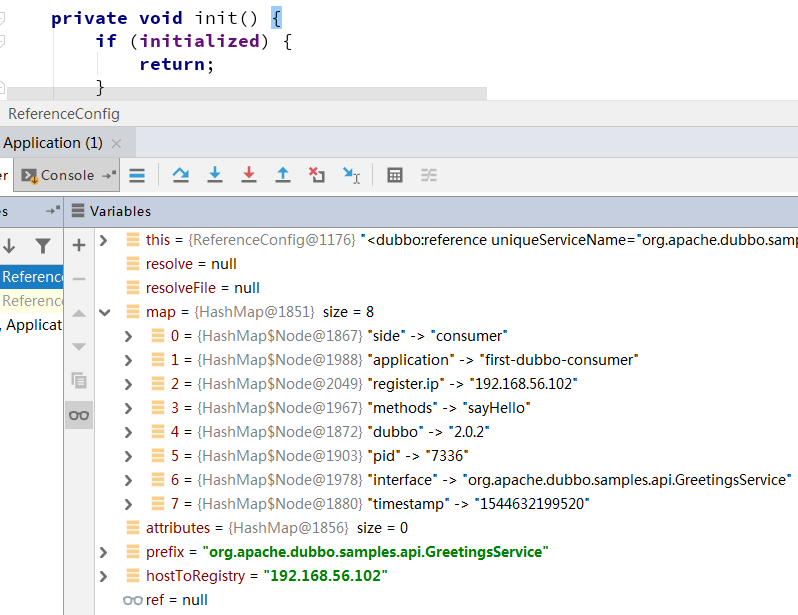 private void init() {
if (initialized) {
return;
}
ReferenceConfig
Application (1)
er Console
es Variables
this = {ReferenceConfig@1176} "<dubbo:reference uniqueServiceName="org.apache.dubbo.samp
Reference
resolve = null
Reference
resolveFile = null
, Applicat
map = {HashMap@1851} size = 8
0 = {HashMap$Node@1867} "side" -> "consumer"
1 = {HashMap$Node@1988} "application" -> "first-dubbo-consumer"
2 = {HashMap$Node@2049} "register.ip" -> "192.168.56.102"
3 = {HashMap$Node@1967} "methods" -> "sayHello"
4 = {HashMap$Node@1872} "dubbo" -> "2.0.2"
5 = {HashMap$Node@1903} "pid" -> "7336"
6 = {HashMap$Node@1978} "interface" -> "org.apache.dubbo.samples.api.GreetingsService"
7 = {HashMap$Node@1880} "timestamp" -> "1544632199520"
attributes = {HashMap@1856} size = 0
prefix = "org.apache.dubbo.samples.api.GreetingsService"
hostToRegistry = "192.168.56.102"
ref = null